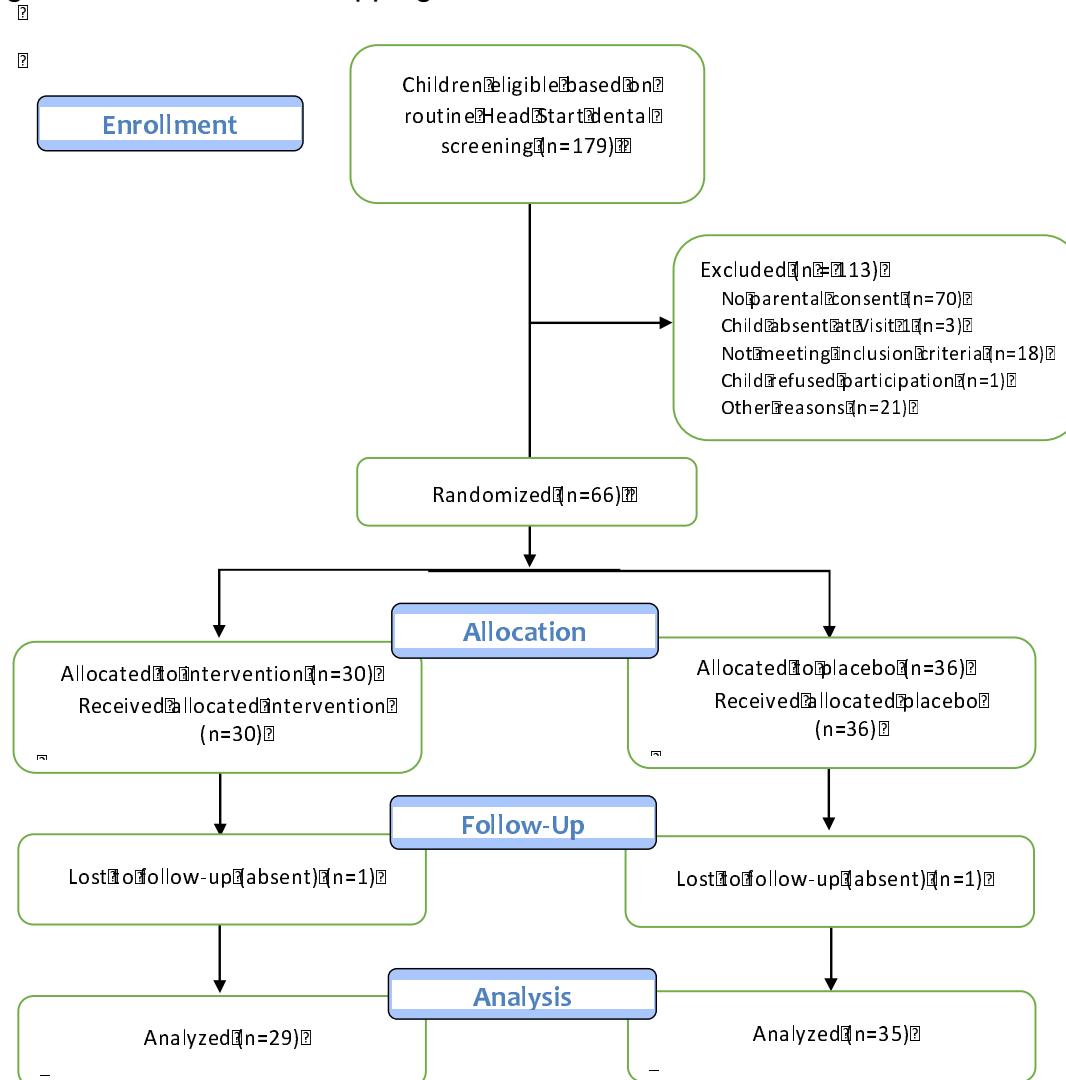 Enrollment
Children eligible based on
routine Head Start dental
screening (n=179)
Excluded (n = 113)
No parental consent (n=70)
Child absent at Visit 1 (n=3)
Not meeting inclusion criteria (n=18)
Child refused participation (n=1)
Other reasons (n=21)
Randomized (n=66)
Allocation
Allocated to intervention (n=30)
Received allocated intervention
(n=30)
Allocated to placebo (n=36)
Received allocated placebo
(n=36)
Follow-Up
Lost to follow-up (absent) (n=1)
Lost to follow-up (absent) (n=1)
Analysis
Analyzed (n=29)
Analyzed (n=35)